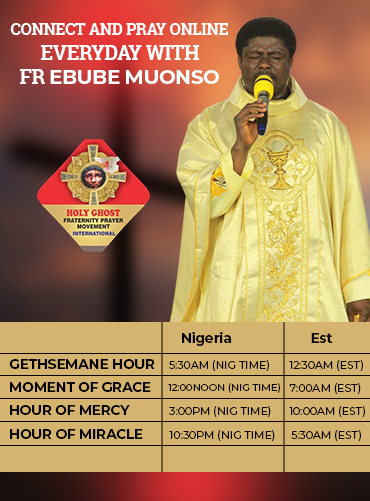 CONNECT AND PRAY ONLINE
EVERYDAY WITH
FR EBUBE MUONSO
HOLY GHOST
FRATERNITY PRAYER
MOVEMENT
INTERNATIONAL
Nigeria Est
GETHSEMANE HOUR 5:30AM (NIG TIME) 12:30AM (EST)
MOMENT OF GRACE 12:00NOON (NIG TIME) 7:00AM (EST)
HOUR OF MERCY 3:00PM (NIG TIME) 10:00AM (EST)
HOUR OF MIRACLE 10:30PM (NIG TIME) 5:30AM (EST)